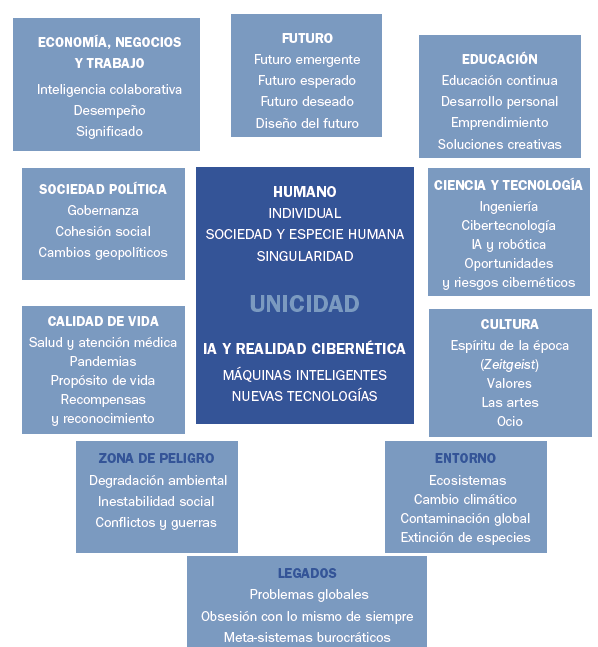 ECONOMÍA, NEGOCIOS
Y TRABAJO
Inteligencia colaborativa
Desempeño
Significado
FUTURO
Futuro emergente
Futuro esperado
Futuro deseado
Diseño del futuro
EDUCACIÓN
Educación continua
Desarrollo personal
Emprendimiento
Soluciones creativas
SOCIEDAD POLÍTICA
Gobernanza
Cohesión social
Cambios geopolíticos
HUMANO
INDIVIDUAL
SOCIEDAD Y ESPECIE HUMANA
SINGULARIDAD
UNICIDAD
IA Y REALIDAD CIBERNÉTICA
MÁQUINAS INTELIGENTES
NUEVAS TECNOLOGÍAS
CIENCIA Y TECNOLOGÍA
Ingeniería
Cibertecnología
IA y robótica
Oportunidades
y riesgos cibernéticos
CALIDAD DE VIDA
Salud y atención médica
Pandemias
Propósito de vida
Recompensas
y reconocimiento
CULTURA
Espíritu de la época
(Zeitgeist)
Valores
Las artes
Ocio
ZONA DE PELIGRO
Degradación ambiental
Inestabilidad social
Conflictos y guerras
ENTORNO
Ecosistemas
Cambio climático
Contaminación global
Extinción de especies
LEGADOS
Problemas globales
Obsesión con lo mismo de siempre
Meta-sistemas burocráticos